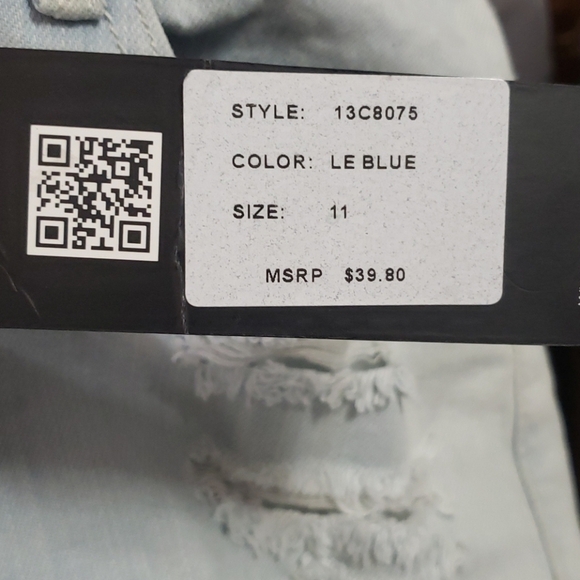 STYLE: 13C8075
COLOR: LE BLUE
SIZE: 11
MSRP $39.80